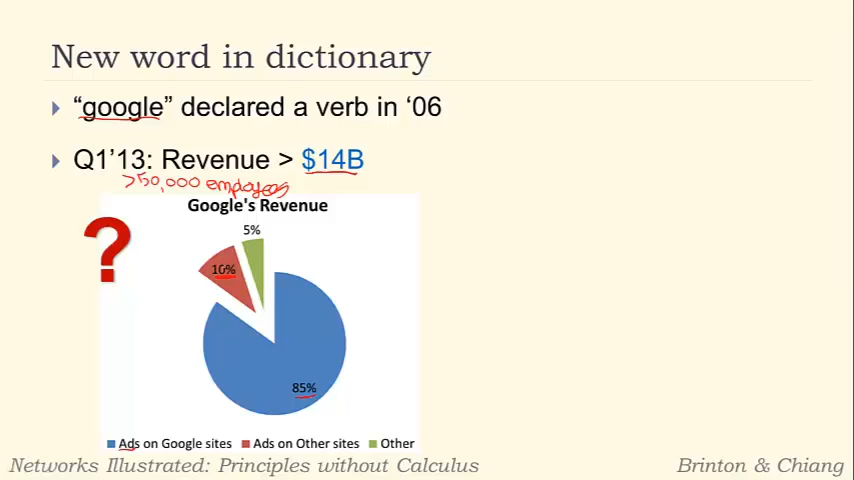 New word in dictionary
“google” declared a verb in ‘06
Q1’13: Revenue > $14B
>50,000 employees
Google's Revenue
?
5%
10%
85%
Ads on Google sites Ads on Other sites Other
Networks Illustrated: Principles without Calculus Brinton & Chiang